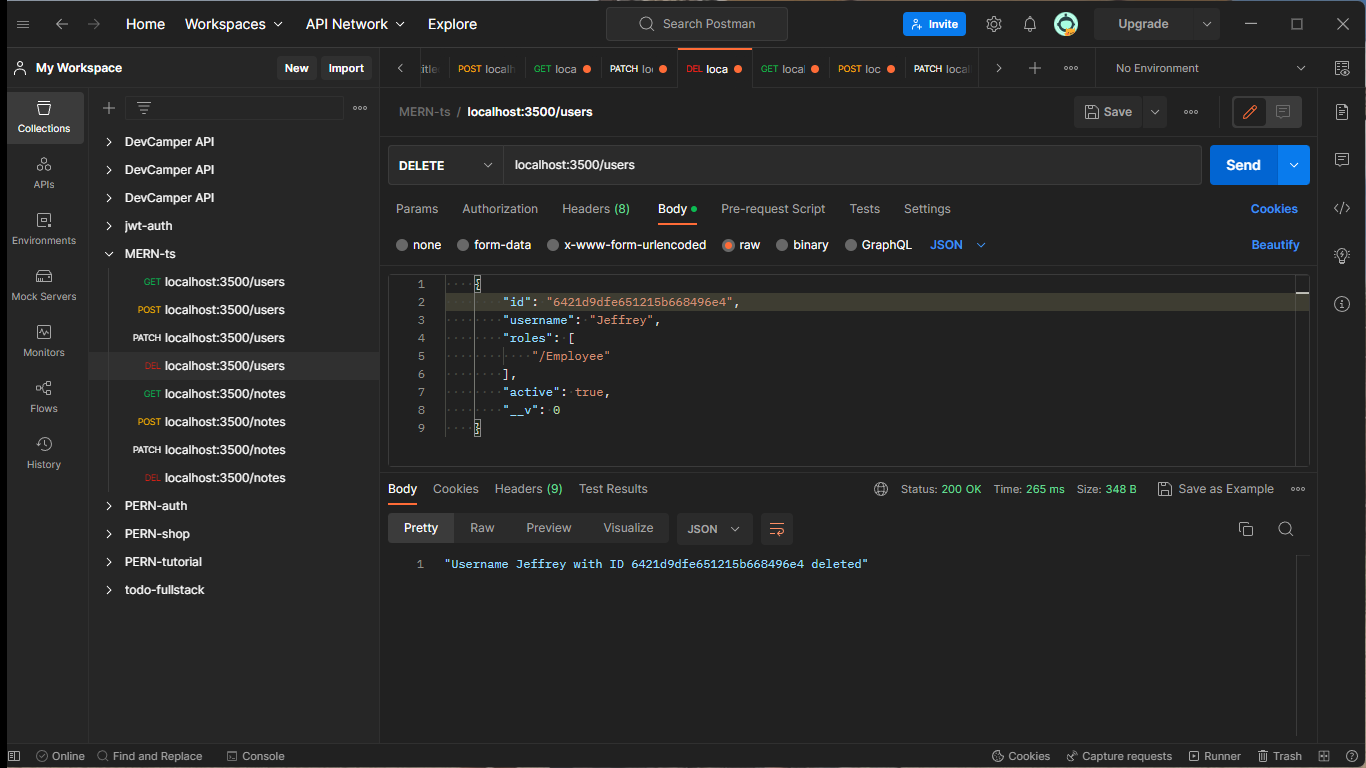 Home Workspaces API Network Explore Search Postman Invite Upgrade
My Workspace New Import
POST localh GET loca PATCH loc DEL loca GET local POST loc PATCH local No Environment
Collections
APIs
Environments
Mock Servers
Monitors
Flows
History
DevCamper API
DevCamper API
DevCamper API
jwt-auth
MERN-ts
GET localhost:3500/users
POST localhost:3500/users
PATCH localhost:3500/users
DEL localhost:3500/users
GET localhost:3500/notes
POST localhost:3500/notes
PATCH localhost:3500/notes
DEL localhost:3500/notes
PERN-auth
PERN-shop
PERN-tutorial
todo-fullstack
MERN-ts / localhost:3500/users Save
DELETE localhost:3500/users Send
Params Authorization Headers (8) Body Pre-request Script Tests Settings Cookies
none form-data x-www-form-urlencoded raw binary GraphQL JSON Beautify
1 {
2 "id": "6421d9dfe651215b668496e4",
3 "username": "Jeffrey",
4 "roles": [
5 "/Employee"
6 ],
7 "active": true,
8 "__v": 0
9 }
Body Cookies Headers (9) Test Results Status: 200 OK Time: 265 ms Size: 348 B Save as Example
Pretty Raw Preview Visualize JSON
1 "Username Jeffrey with ID 6421d9dfe651215b668496e4 deleted"
Online Find and Replace Console Cookies Capture requests Runner Trash